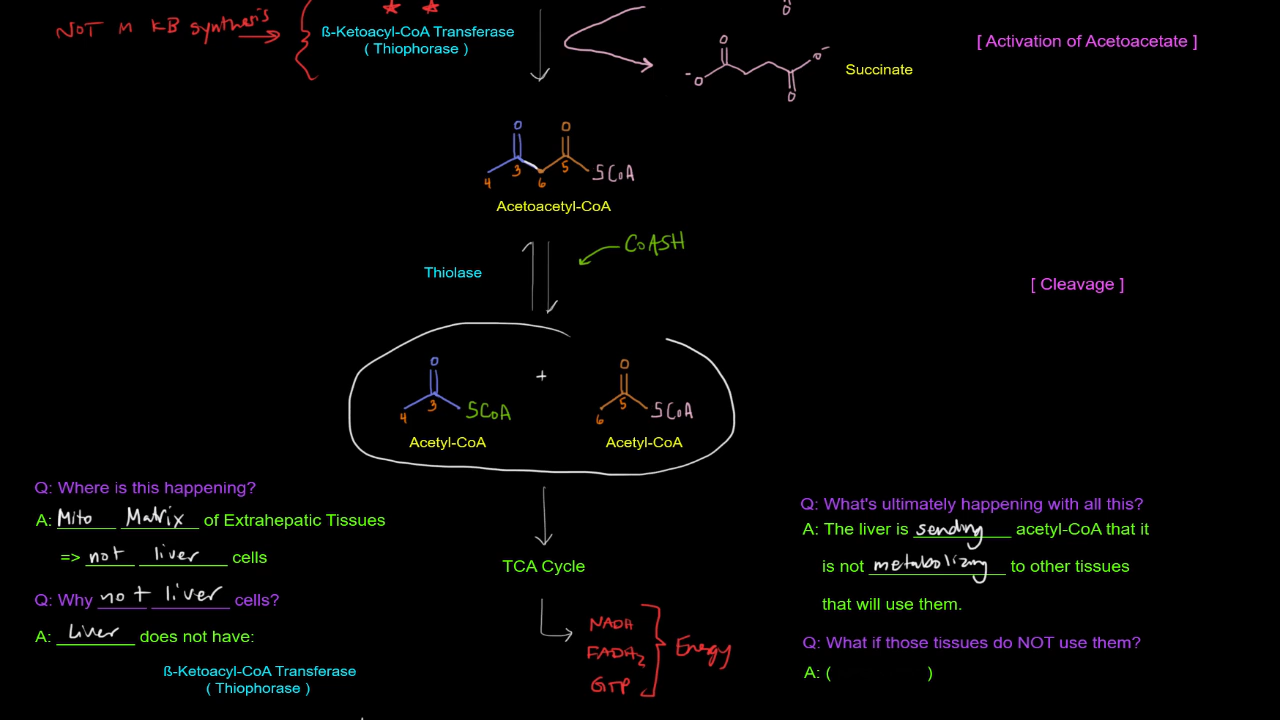 NOT in KB synthesis
ß-Ketoacyl-CoA Transferase
( Thiophorase )
[ Activation of Acetoacetate ]
O
O
O⁻
⁻O
O
Succinate
O
O
4
3
6
5
SCoA
Acetoacetyl-CoA
CoASH
Thiolase
[ Cleavage ]
O
+
O
4
3
SCoA
6
5
SCoA
Acetyl-CoA
Acetyl-CoA
Q: Where is this happening?
A: Mito Matrix of Extrahepatic Tissues
=> not liver cells
Q: Why not liver cells?
A: Liver does not have:
ß-Ketoacyl-CoA Transferase
( Thiophorase )
TCA Cycle
NADH
FADH₂
GTP
Energy
Q: What's ultimately happening with all this?
A: The liver is sending acetyl-CoA that it
is not metabolizing to other tissues
that will use them.
Q: What if those tissues do NOT use them?
A: ( )